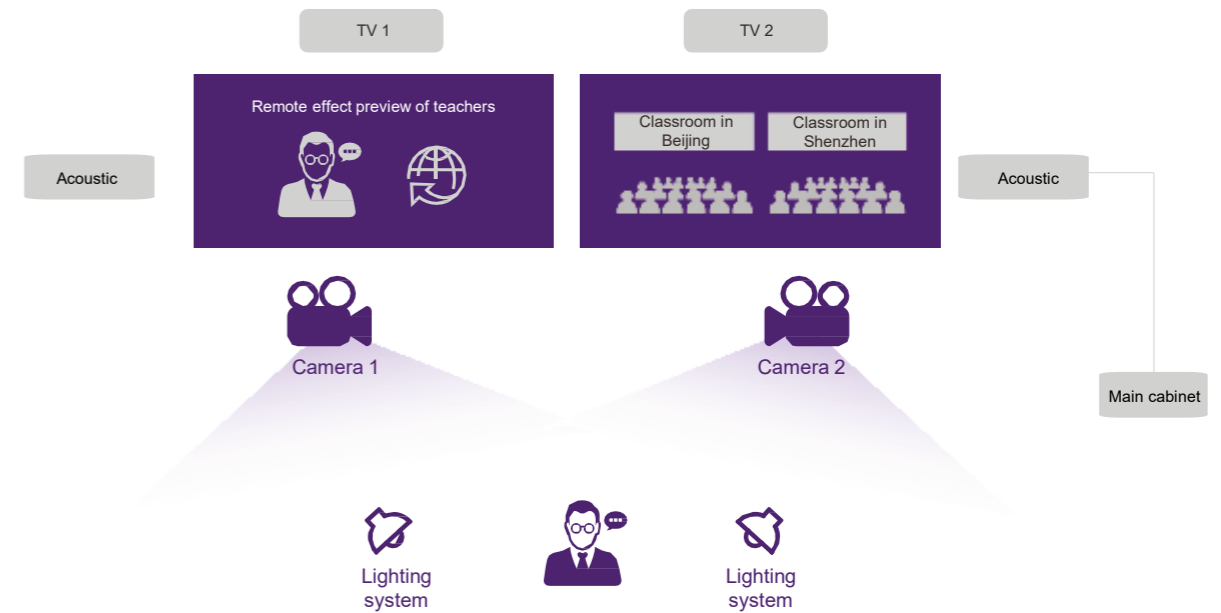 TV 1
TV 2
Remote effect preview of teachers
Classroom in
Beijing
Classroom in
Shenzhen
Acoustic
Acoustic
Camera 1
Camera 2
Main cabinet
Lighting
system
Lighting
system